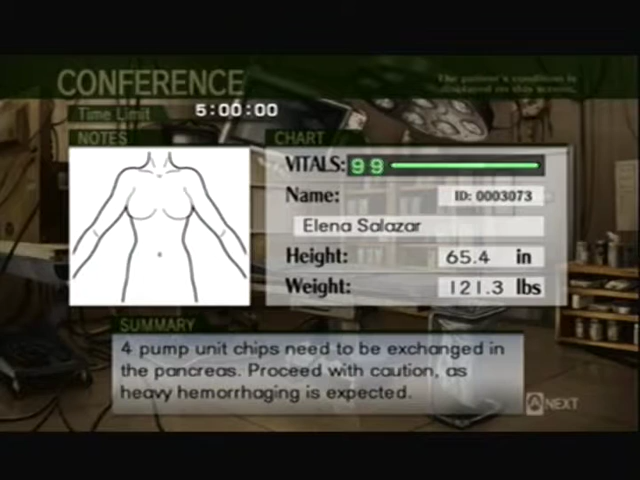 CONFERENCE
The patient's condition is
displayed on this screen.
Time Limit 5:00:00
NOTES
CHART
VITALS: 99
Name: ID: 0003073
Elena Salazar
Height: 65.4 in
Weight: 121.3 lbs
SUMMARY
4 pump unit chips need to be exchanged in
the pancreas. Proceed with caution, as
heavy hemorrhaging is expected.
A NEXT